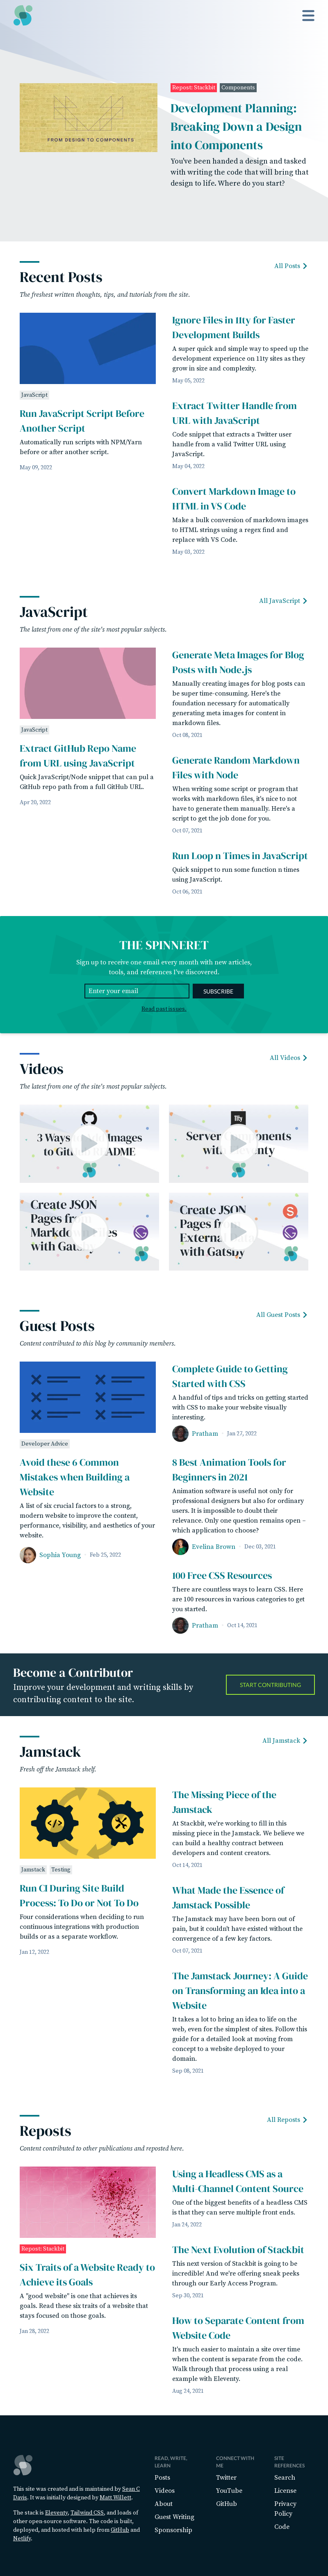 Repost: Stackbit
Components
Development Planning:
Breaking Down a Design
into Components
You've been handed a design and tasked
with writing the code that will bring that
design to life. Where do you start?
FROM DESIGN TO COMPONENTS
Recent Posts
All Posts
The freshest written thoughts, tips, and tutorials from the site.
JavaScript
Run JavaScript Script Before
Another Script
Automatically run scripts with NPM/Yarn
before or after another script.
May 09, 2022
Ignore Files in 11ty for Faster
Development Builds
A super quick and simple way to speed up the
development experience on 11ty sites as they
grow in size and complexity.
May 05, 2022
Extract Twitter Handle from
URL with JavaScript
Code snippet that extracts a Twitter user
handle from a valid Twitter URL using
JavaScript.
May 04, 2022
Convert Markdown Image to
HTML in VS Code
Make a bulk conversion of markdown images
to HTML strings using a regex find and
replace with VS Code.
May 03, 2022
JavaScript
All JavaScript
The latest from one of the site's most popular subjects.
JavaScript
Extract GitHub Repo Name
from URL using JavaScript
Quick JavaScript/Node snippet that can pul a
GitHub repo path from a full GitHub URL.
Apr 20, 2022
Generate Meta Images for Blog
Posts with Node.js
Manually creating images for blog posts can
be super time-consuming. Here's the
foundation necessary for automatically
generating meta images for content in
markdown files.
Oct 08, 2021
Generate Random Markdown
Files with Node
When writing some script or program that
works with markdown files, it's nice to not
have to generate them manually. Here's a
script to get the job done for you.
Oct 07, 2021
Run Loop n Times in JavaScript
Quick snippet to run some function n times
using JavaScript.
Oct 06, 2021
THE SPINNERET
Sign up to receive one email every month with new articles,
tools, and references I've discovered.
Enter your email
SUBSCRIBE
Read past issues.
Videos
All Videos
The latest from one of the site's most popular subjects.
3 Ways Images
to Git ADME
11ty
Server ponents
with nty
Create JSON
Pages fr
Markdo es
with Gats
Create JSON
Pages f
Externa
with Gatsby
Guest Posts
All Guest Posts
Content contributed to this blog by community members.
Developer Advice
Avoid these 6 Common
Mistakes when Building a
Website
A list of six crucial factors to a strong,
modern website to improve the content,
performance, visibility, and aesthetics of your
website.
Sophia Young · Feb 25, 2022
Complete Guide to Getting
Started with CSS
A handful of tips and tricks on getting started
with CSS to make your website visually
interesting.
Pratham · Jan 27, 2022
8 Best Animation Tools for
Beginners in 2021
Animation software is useful not only for
professional designers but also for ordinary
users. It is impossible to doubt their
relevance. Only one question remains open –
which application to choose?
Evelina Brown · Dec 03, 2021
100 Free CSS Resources
There are countless ways to learn CSS. Here
are 100 resources in various categories to get
you started.
Pratham · Oct 14, 2021
Become a Contributor
Improve your development and writing skills by
contributing content to the site.
START CONTRIBUTING
Jamstack
All Jamstack
Fresh off the Jamstack shelf.
Jamstack
Testing
Run CI During Site Build
Process: To Do or Not To Do
Four considerations when deciding to run
continuous integrations with production
builds or as a separate workflow.
Jan 12, 2022
The Missing Piece of the
Jamstack
At Stackbit, we're working to fill in this
missing piece in the Jamstack. We believe we
can build a healthy contract between
developers and content creators.
Oct 14, 2021
What Made the Essence of
Jamstack Possible
The Jamstack may have been born out of
pain, but it couldn't have existed without the
convergence of a few key factors.
Oct 07, 2021
The Jamstack Journey: A Guide
on Transforming an Idea into a
Website
It takes a lot to bring an idea to life on the
web, even for the simplest of sites. Follow this
guide for a detailed look at moving from
concept to a website deployed to your
domain.
Sep 08, 2021
Reposts
All Reposts
Content contributed to other publications and reposted here.
Repost: Stackbit
Six Traits of a Website Ready to
Achieve its Goals
A "good website" is one that achieves its
goals. Read these six traits of a website that
stays focused on those goals.
Jan 28, 2022
Using a Headless CMS as a
Multi-Channel Content Source
One of the biggest benefits of a headless CMS
is that they can serve multiple front ends.
Jan 24, 2022
The Next Evolution of Stackbit
This next version of Stackbit is going to be
incredible! And we're offering sneek peeks
through our Early Access Program.
Sep 30, 2021
How to Separate Content from
Website Code
It's much easier to maintain a site over time
when the content is separate from the code.
Walk through that process using a real
example with Eleventy.
Aug 24, 2021
This site was created and is maintained by Sean C
Davis. It was initially designed by Matt Willett.
The stack is Eleventy, Tailwind CSS, and loads of
other open-source software. The code is built,
deployed, and hosted with help from GitHub and
Netlify.
READ, WRITE,
LEARN
Posts
Videos
About
Guest Writing
Sponsorship
CONNECT WITH
ME
Twitter
YouTube
GitHub
SITE
REFERENCES
Search
License
Privacy
Policy
Code